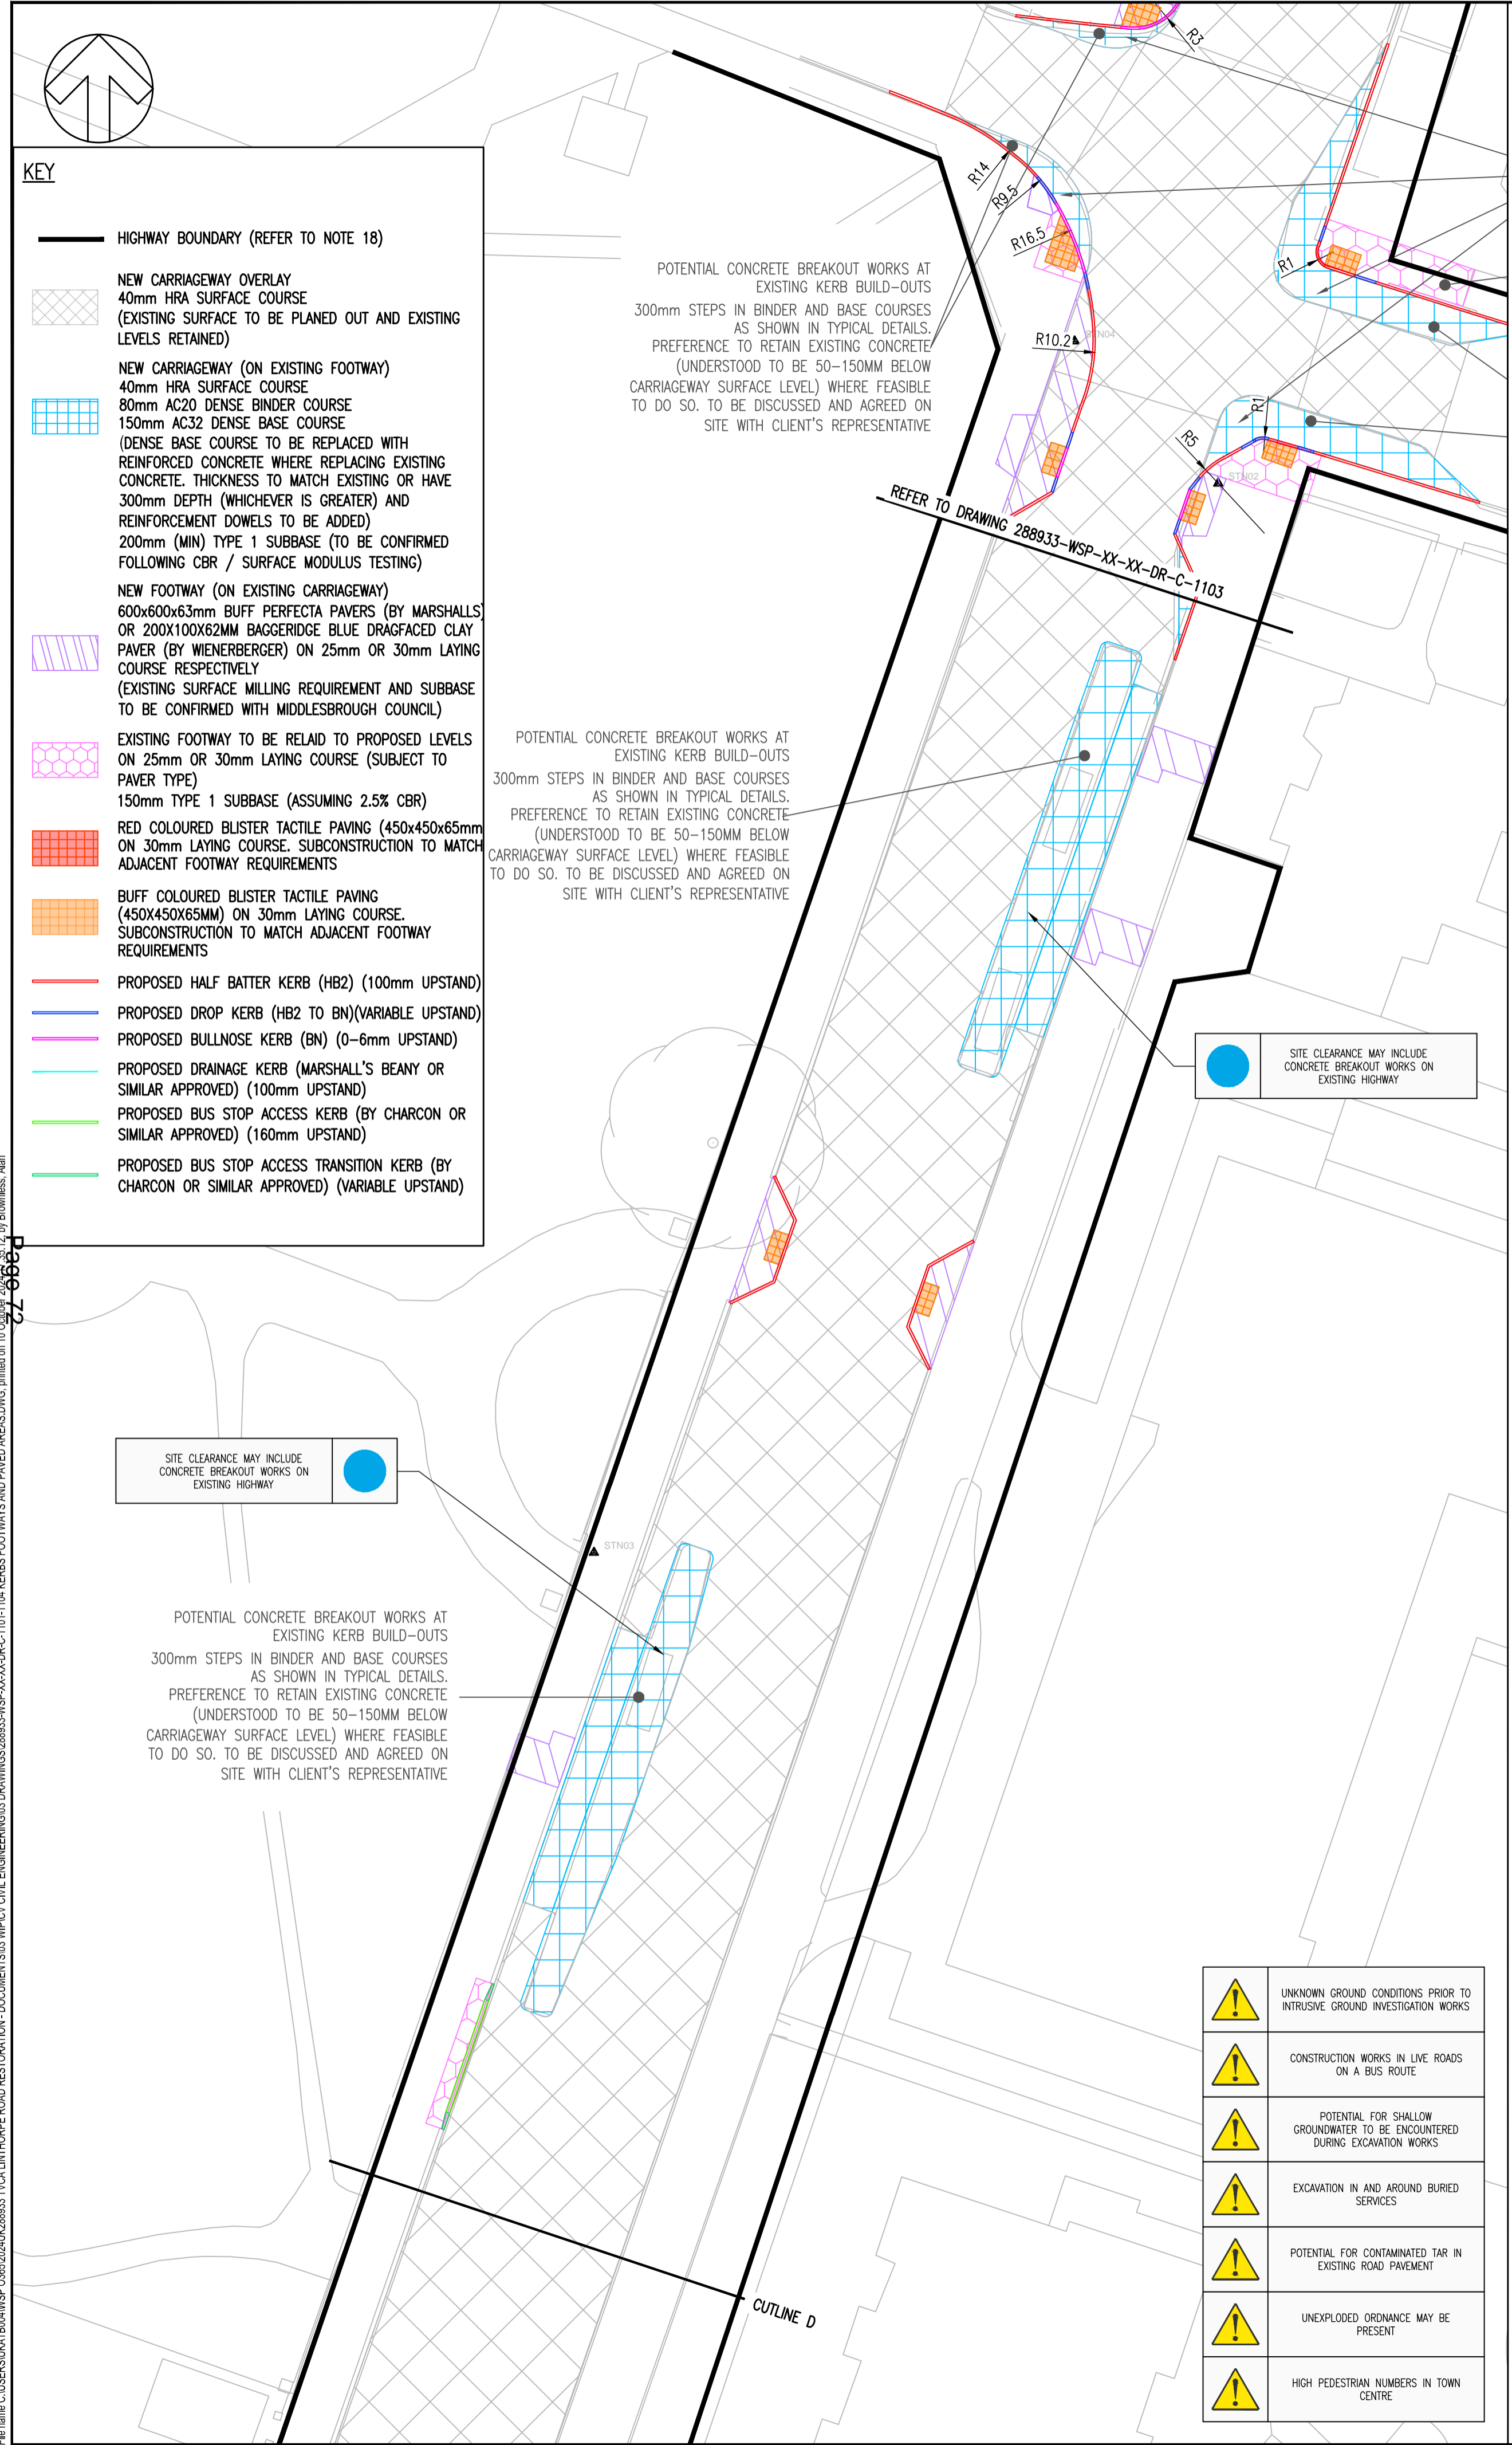 KEY
HIGHWAY BOUNDARY (REFER TO NOTE 18)
NEW CARRIAGEWAY OVERLAY
40mm HRA SURFACE COURSE
(EXISTING SURFACE TO BE PLANED OUT AND EXISTING
LEVELS RETAINED)
NEW CARRIAGEWAY (ON EXISTING FOOTWAY)
40mm HRA SURFACE COURSE
80mm AC20 DENSE BINDER COURSE
150mm AC32 DENSE BASE COURSE
(DENSE BASE COURSE TO BE REPLACED WITH
REINFORCED CONCRETE WHERE REPLACING EXISTING
CONCRETE. THICKNESS TO MATCH EXISTING OR HAVE
300mm DEPTH (WHICHEVER IS GREATER) AND
REINFORCEMENT DOWELS TO BE ADDED)
200mm (MIN) TYPE 1 SUBBASE (TO BE CONFIRMED
FOLLOWING CBR / SURFACE MODULUS TESTING)
NEW FOOTWAY (ON EXISTING CARRIAGEWAY)
600x600x63mm BUFF PERFECTA PAVERS (BY MARSHALLS)
OR 200X100X62MM BAGGERIDGE BLUE DRAGFACED CLAY
PAVER (BY WIENERBERGER) ON 25mm OR 30mm LAYING
COURSE RESPECTIVELY
(EXISTING SURFACE MILLING REQUIREMENT AND SUBBASE
TO BE CONFIRMED WITH MIDDLESBROUGH COUNCIL)
EXISTING FOOTWAY TO BE RELAID TO PROPOSED LEVELS
ON 25mm OR 30mm LAYING COURSE (SUBJECT TO
PAVER TYPE)
150mm TYPE 1 SUBBASE (ASSUMING 2.5% CBR)
RED COLOURED BLISTER TACTILE PAVING (450x450x65mm
ON 30mm LAYING COURSE. SUBCONSTRUCTION TO MATCH
ADJACENT FOOTWAY REQUIREMENTS
BUFF COLOURED BLISTER TACTILE PAVING
(450X450X65MM) ON 30mm LAYING COURSE.
SUBCONSTRUCTION TO MATCH ADJACENT FOOTWAY
REQUIREMENTS
PROPOSED HALF BATTER KERB (HB2) (100mm UPSTAND)
PROPOSED DROP KERB (HB2 TO BN)(VARIABLE UPSTAND)
PROPOSED BULLNOSE KERB (BN) (0-6mm UPSTAND)
PROPOSED DRAINAGE KERB (MARSHALL'S BEANY OR
SIMILAR APPROVED) (100mm UPSTAND)
PROPOSED BUS STOP ACCESS KERB (BY CHARCON OR
SIMILAR APPROVED) (160mm UPSTAND)
PROPOSED BUS STOP ACCESS TRANSITION KERB (BY
CHARCON OR SIMILAR APPROVED) (VARIABLE UPSTAND)
Page 72
R3
R14
R9.5
R16.5
R1
R10.2
STN04
R1
R5
STN02
POTENTIAL CONCRETE BREAKOUT WORKS AT
EXISTING KERB BUILD-OUTS
300mm STEPS IN BINDER AND BASE COURSES
AS SHOWN IN TYPICAL DETAILS.
PREFERENCE TO RETAIN EXISTING CONCRETE
(UNDERSTOOD TO BE 50-150MM BELOW
CARRIAGEWAY SURFACE LEVEL) WHERE FEASIBLE
TO DO SO. TO BE DISCUSSED AND AGREED ON
SITE WITH CLIENT'S REPRESENTATIVE
REFER TO DRAWING 288933-WSP-XX-XX-DR-C-1103
POTENTIAL CONCRETE BREAKOUT WORKS AT
EXISTING KERB BUILD-OUTS
300mm STEPS IN BINDER AND BASE COURSES
AS SHOWN IN TYPICAL DETAILS.
PREFERENCE TO RETAIN EXISTING CONCRETE
(UNDERSTOOD TO BE 50-150MM BELOW
CARRIAGEWAY SURFACE LEVEL) WHERE FEASIBLE
TO DO SO. TO BE DISCUSSED AND AGREED ON
SITE WITH CLIENT'S REPRESENTATIVE
SITE CLEARANCE MAY INCLUDE
CONCRETE BREAKOUT WORKS ON
EXISTING HIGHWAY
SITE CLEARANCE MAY INCLUDE
CONCRETE BREAKOUT WORKS ON
EXISTING HIGHWAY
STN03
POTENTIAL CONCRETE BREAKOUT WORKS AT
EXISTING KERB BUILD-OUTS
300mm STEPS IN BINDER AND BASE COURSES
AS SHOWN IN TYPICAL DETAILS.
PREFERENCE TO RETAIN EXISTING CONCRETE
(UNDERSTOOD TO BE 50-150MM BELOW
CARRIAGEWAY SURFACE LEVEL) WHERE FEASIBLE
TO DO SO. TO BE DISCUSSED AND AGREED ON
SITE WITH CLIENT'S REPRESENTATIVE
CUTLINE D
UNKNOWN GROUND CONDITIONS PRIOR TO
INTRUSIVE GROUND INVESTIGATION WORKS
CONSTRUCTION WORKS IN LIVE ROADS
ON A BUS ROUTE
POTENTIAL FOR SHALLOW
GROUNDWATER TO BE ENCOUNTERED
DURING EXCAVATION WORKS
EXCAVATION IN AND AROUND BURIED
SERVICES
POTENTIAL FOR CONTAMINATED TAR IN
EXISTING ROAD PAVEMENT
UNEXPLODED ORDNANCE MAY BE
PRESENT
HIGH PEDESTRIAN NUMBERS IN TOWN
CENTRE